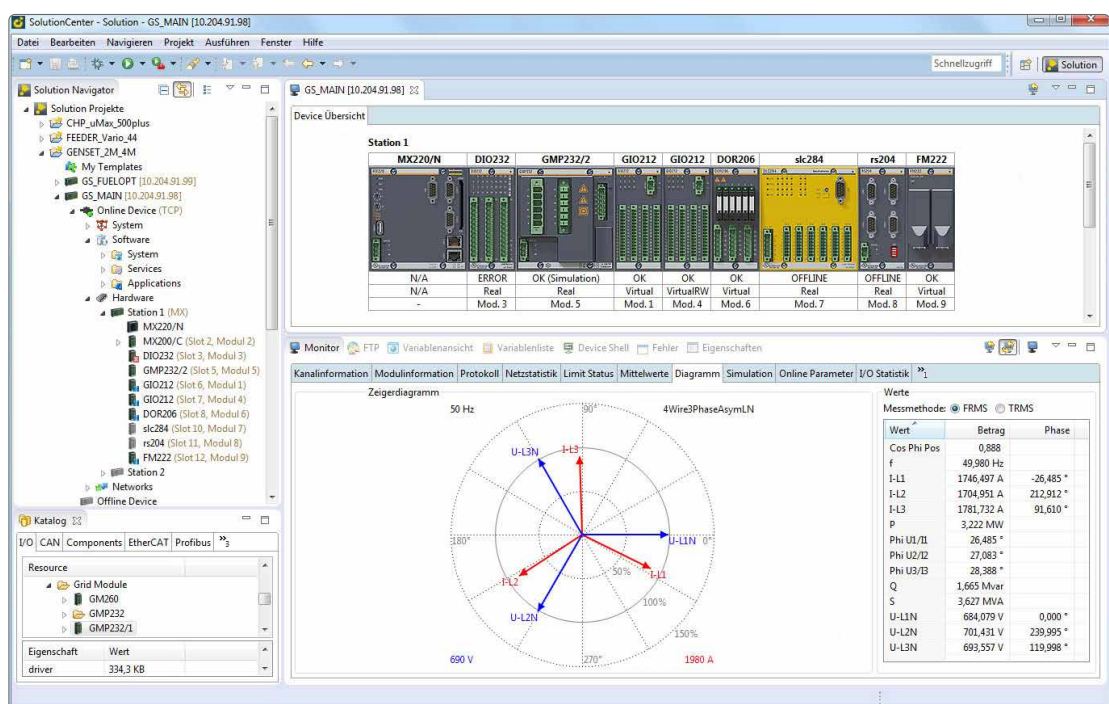 SolutionCenter - Solution - GS_MAIN [10.204.91.98]
Datei Bearbeiten Navigieren Projekt Ausführen Fenster Hilfe
Schnellzugriff Solution
Solution Navigator
Solution Projekte
CHP_uMax_500plus
FEEDER_Vario_44
GENSET_2M_4M
My Templates
GS_FUELOPT [10.204.91.99]
GS_MAIN [10.204.91.98]
Online Device (TCP)
System
Software
System
Services
Applications
Hardware
Station 1 (MX)
MX220/N
MX200/C (Slot 2, Modul 2)
DIO232 (Slot 3, Modul 3)
GMP232/2 (Slot 5, Modul 5)
GIO212 (Slot 6, Modul 1)
GIO212 (Slot 7, Modul 4)
DOR206 (Slot 8, Modul 6)
slc284 (Slot 10, Modul 7)
rs204 (Slot 11, Modul 8)
FM222 (Slot 12, Modul 9)
Station 2
Networks
Offline Device
Katalog
I/O CAN Components EtherCAT Profibus »3
Resource
Grid Module
GM260
GMP232
GMP232/1
Eigenschaft Wert
driver 334,3 KB
GS_MAIN [10.204.91.98]
Device Übersicht
Station 1
MX220/N DIO232 GMP232/2 GIO212 GIO212 DOR206 slc284 rs204 FM222
N/A ERROR OK (Simulation) OK OK OK OFFLINE OFFLINE OK
N/A Real Real Virtual VirtualRW Virtual Real Real Virtual
- Mod. 3 Mod. 5 Mod. 1 Mod. 4 Mod. 6 Mod. 7 Mod. 8 Mod. 9
Monitor FTP Variablenansicht Variablenliste Device Shell Fehler Eigenschaften
Kanalinformation Modulinformation Protokoll Netzstatistik Limit Status Mittelwerte Diagramm Simulation Online Parameter I/O Statistik »1
Zeigerdiagramm
50 Hz 90° 4Wire3PhaseAsymLN
U-L3N I-L3
180° U-L1N 0°
50% I-L1
I-L2
100%
U-L2N
150%
690 V 270° 1980 A
Werte
Messmethode: FRMS TRMS
Wert Betrag Phase
Cos Phi Pos 0,888
f 49,980 Hz
I-L1 1746,497 A -26,485 °
I-L2 1704,951 A 212,912 °
I-L3 1781,732 A 91,610 °
P 3,222 MW
Phi U1/I1 26,485 °
Phi U2/I2 27,083 °
Phi U3/I3 28,388 °
Q 1,665 Mvar
S 3,627 MVA
U-L1N 684,079 V 0,000 °
U-L2N 701,431 V 239,995 °
U-L3N 693,557 V 119,998 °